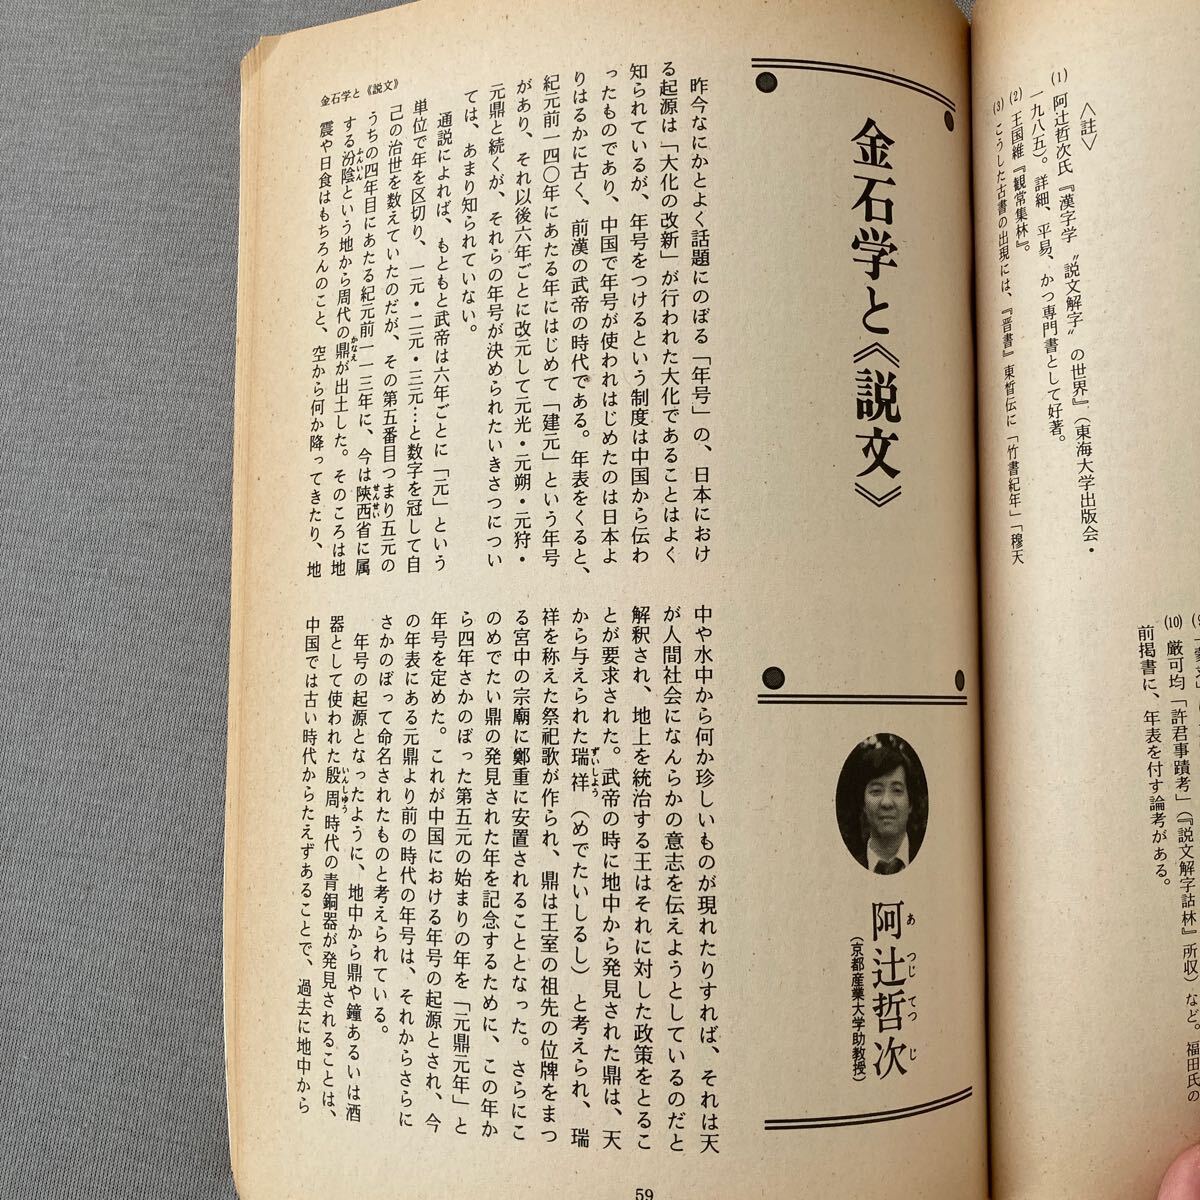 〈註〉
(1) 阿辻哲次氏『漢字学 〝説文解字〟の世界』(東海大学出版会・
一九八五)。詳細、平易、かつ専門書として好著。
(2) 王国維『観堂集林』。
(3) こうした古書の出現には、『晋書』束晳伝に「竹書紀年」「穆天
(10) 厳可均「許君事蹟考」(『説文解字詁林』所収)など。福田氏の
前掲書に、年表を付す論考がある。
金石学と《説文》
阿辻哲次
あ つじ てつ じ
(京都産業大学助教授)
昨今なにかとよく話題にのぼる「年号」の、日本におけ
る起源は「大化の改新」が行われた大化であることはよく
知られているが、年号をつけるという制度は中国から伝わ
ったものであり、中国で年号が使われはじめたのは日本よ
りはるかに古く、前漢の武帝の時代である。年表をくると、
紀元前一四〇年にあたる年にはじめて「建元」という年号
があり、それ以後六年ごとに改元して元光・元朔・元狩・
元鼎と続くが、それらの年号が決められたいきさつについ
ては、あまり知られていない。
通説によれば、もともと武帝は六年ごとに「一元」という
単位で年を区切り、一元・二元・三元…と数字を冠して自
己の治世を数えていたのだが、その第五番目つまり五元の
うちの四年目にあたる紀元前一一三年に、今は陝西省に属
せんせい
する汾陰という地から周代の鼎が出土した。そのころは地
ふんいん
かなえ
震や日食はもちろんのこと、空から何か降ってきたり、地
中や水中から何か珍しいものが現れたりすれば、それは天
が人間社会になんらかの意志を伝えようとしているのだと
解釈され、地上を統治する王はそれに対した政策をとるこ
とが要求された。武帝の時に地中から発見された鼎は、天
から与えられた瑞祥(めでたいしるし)と考えられ、瑞
ずいしよう
祥を称えた祭祀歌が作られ、鼎は王室の祖先の位牌をまつ
る宮中の宗廟に鄭重に安置されることとなった。さらにこ
のめでたい鼎の発見された年を記念するために、この年か
ら四年さかのぼった第五元の始まりの年を「元鼎元年」と
年号を定めた。これが中国における年号の起源とされ、今
の年表にある元鼎より前の時代の年号は、それからさらに
さかのぼって命名されたものと考えられている。
年号の起源となったように、地中から鼎や鐘あるいは酒
器として使われた殷周時代の青銅器が発見されることは、
いんしゆう
中国では古い時代からたえずあることで、過去に地中から
金石学と《説文》
59